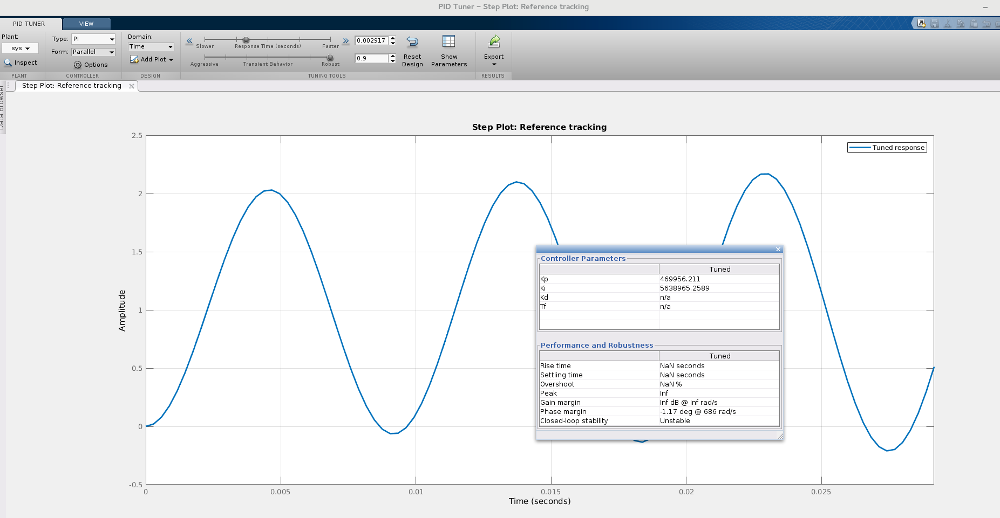 PID Tuner - Step Plot: Reference tracking
PID TUNER VIEW
Plant:
sys
Inspect
PLANT
Type: PI
Form: Parallel
Options
CONTROLLER
Domain:
Time
Add Plot
DESIGN
Slower Response Time (seconds) Faster
0.002917
Aggressive Transient Behavior Robust
0.9
Reset
Design
Show
Parameters
TUNING TOOLS
Export
RESULTS
Step Plot: Reference tracking
Data Browser
Step Plot: Reference tracking
Tuned response
2.5
2
1.5
1
0.5
0
-0.5
Amplitude
0 0.005 0.01 0.015 0.02 0.025
Time (seconds)
Controller Parameters
Tuned
Kp 469956.211
Ki 5638965.2589
Kd n/a
Tf n/a
Performance and Robustness
Tuned
Rise time NaN seconds
Settling time NaN seconds
Overshoot NaN %
Peak Inf
Gain margin Inf dB @ Inf rad/s
Phase margin -1.17 deg @ 686 rad/s
Closed-loop stability Unstable